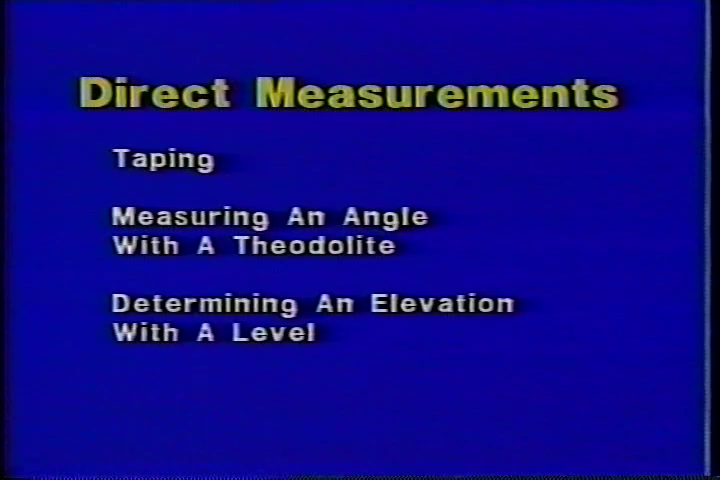 Direct Measurements
Taping
Measuring An Angle
With A Theodolite
Determining An Elevation
With A Level